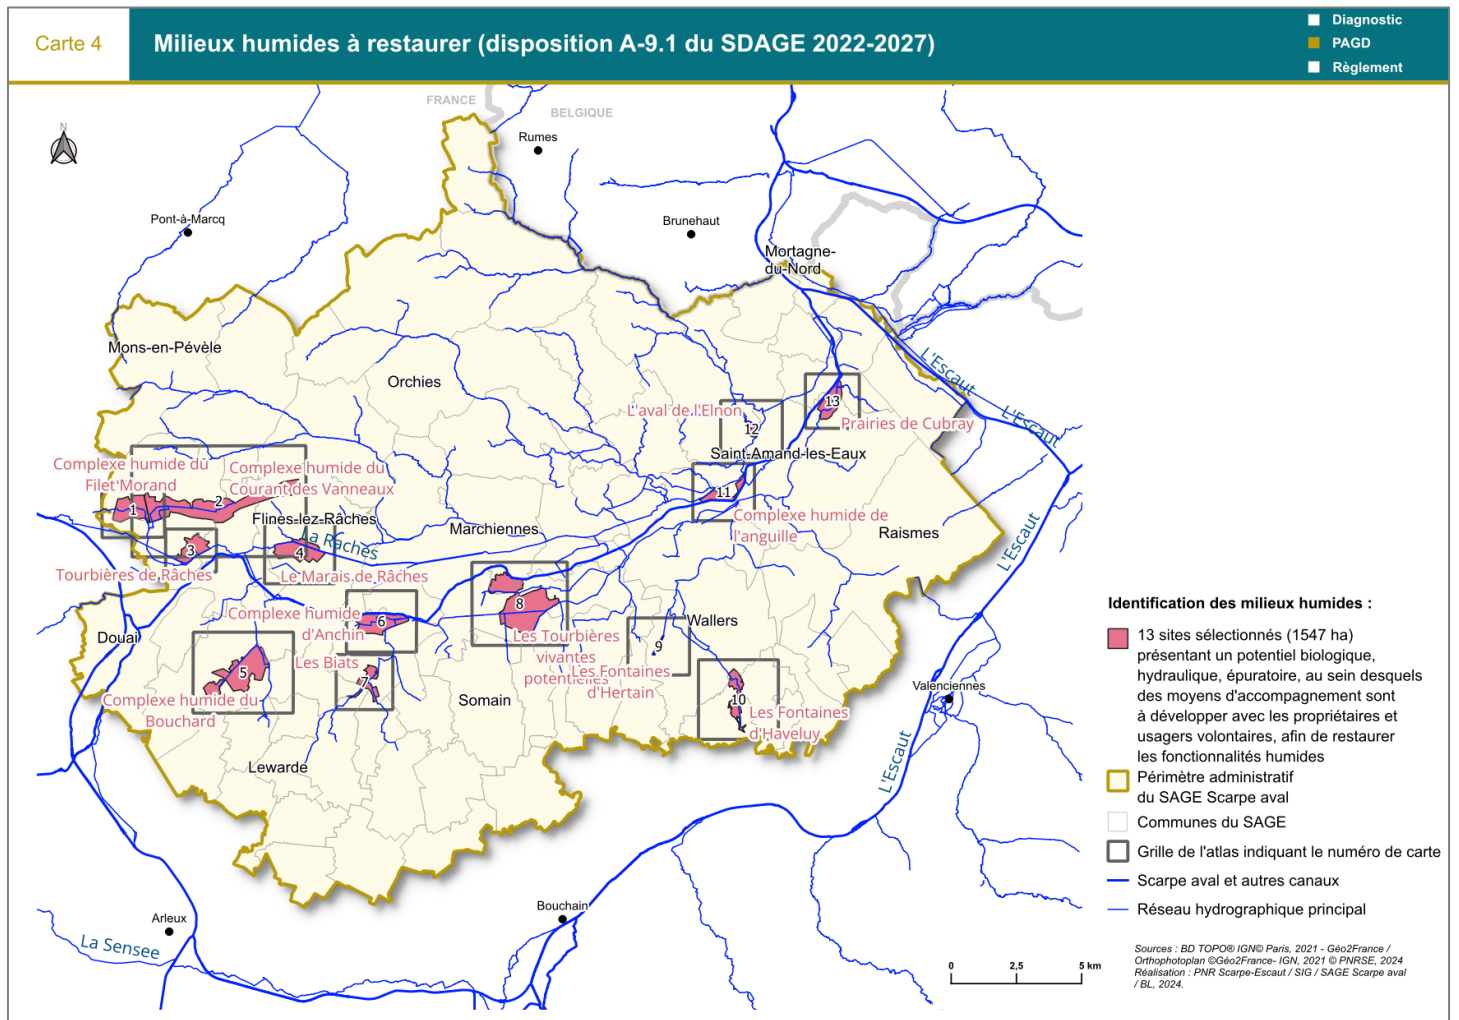 Carte 4
Milieux humides à restaurer (disposition A-9.1 du SDAGE 2022-2027)
Diagnostic
PAGD
Règlement
FRANCE
BELGIQUE
N
Rumes
Pont-à-Marcq
Brunehaut
Mortagne-
du-Nord
Mons-en-Pévèle
Orchies
L'Escaut
L'Escaut
L'aval de l'Elnon
12
13
Prairies de Cubray
Saint-Amand-les-Eaux
Complexe humide du
Filet Morand
Complexe humide du
Courant des Vanneaux
1
2
11
Flines-lez-Râches
Marchiennes
Complexe humide de
l'anguille
Raismes
L'Escaut
La Râches
3
4
Tourbières de Râches
Le Marais de Râches
Complexe humide
d'Anchin
6
8
Douai
Les Tourbières
vivantes
potentielles
Wallers
9
Les Fontaines
d'Hertain
Les Biats
7
5
Complexe humide du
Bouchard
Somain
10
Les Fontaines
d'Haveluy
Valenciennes
L'Escaut
Lewarde
Arleux
Bouchain
La Sensee
Identification des milieux humides :
13 sites sélectionnés (1547 ha)
présentant un potentiel biologique,
hydraulique, épuratoire, au sein desquels
des moyens d'accompagnement sont
à développer avec les propriétaires et
usagers volontaires, afin de restaurer
les fonctionnalités humides
Périmètre administratif
du SAGE Scarpe aval
Communes du SAGE
Grille de l'atlas indiquant le numéro de carte
Scarpe aval et autres canaux
Réseau hydrographique principal
0 2,5 5 km
Sources : BD TOPO® IGN© Paris, 2021 - Géo2France /
Orthophotoplan ©Géo2France- IGN, 2021 © PNRSE, 2024
Réalisation : PNR Scarpe-Escaut / SIG / SAGE Scarpe aval
/ BL, 2024.